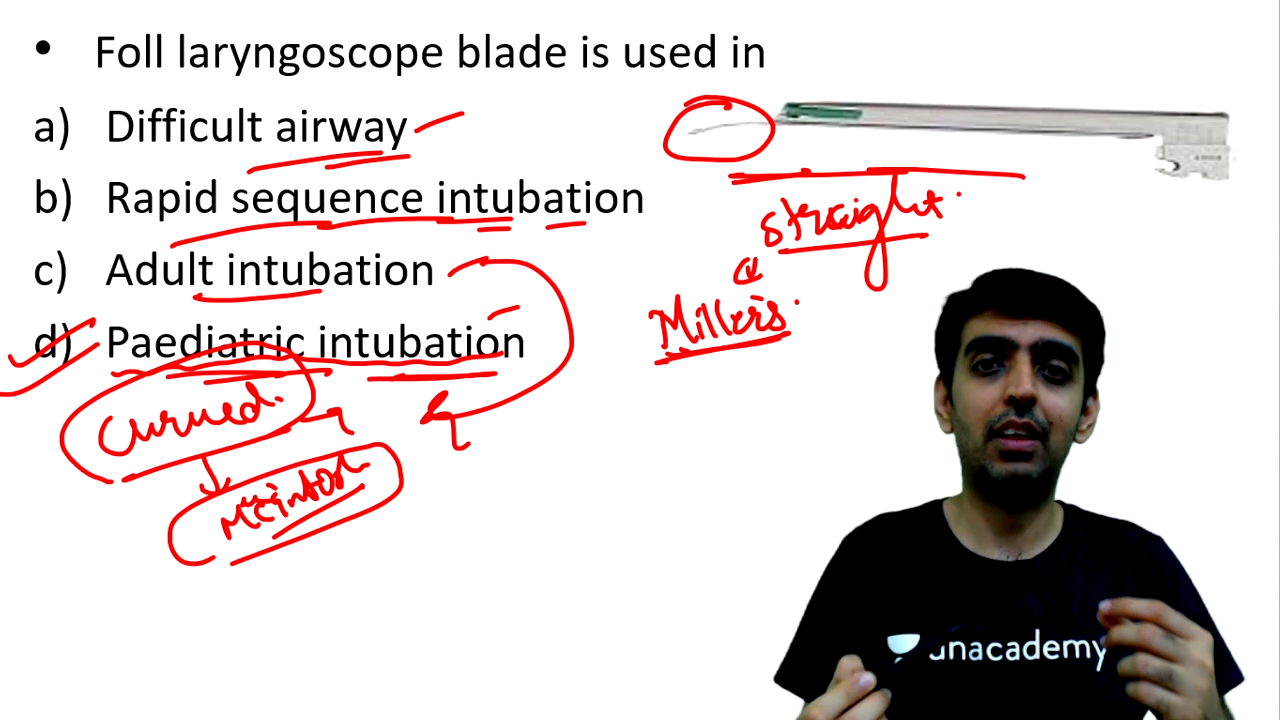 • Foll laryngoscope blade is used in
a) Difficult airway
b) Rapid sequence intubation
c) Adult intubation
d) Paediatric intubation
straight.
Millers.
Curved.
Mcintosh
unacademy